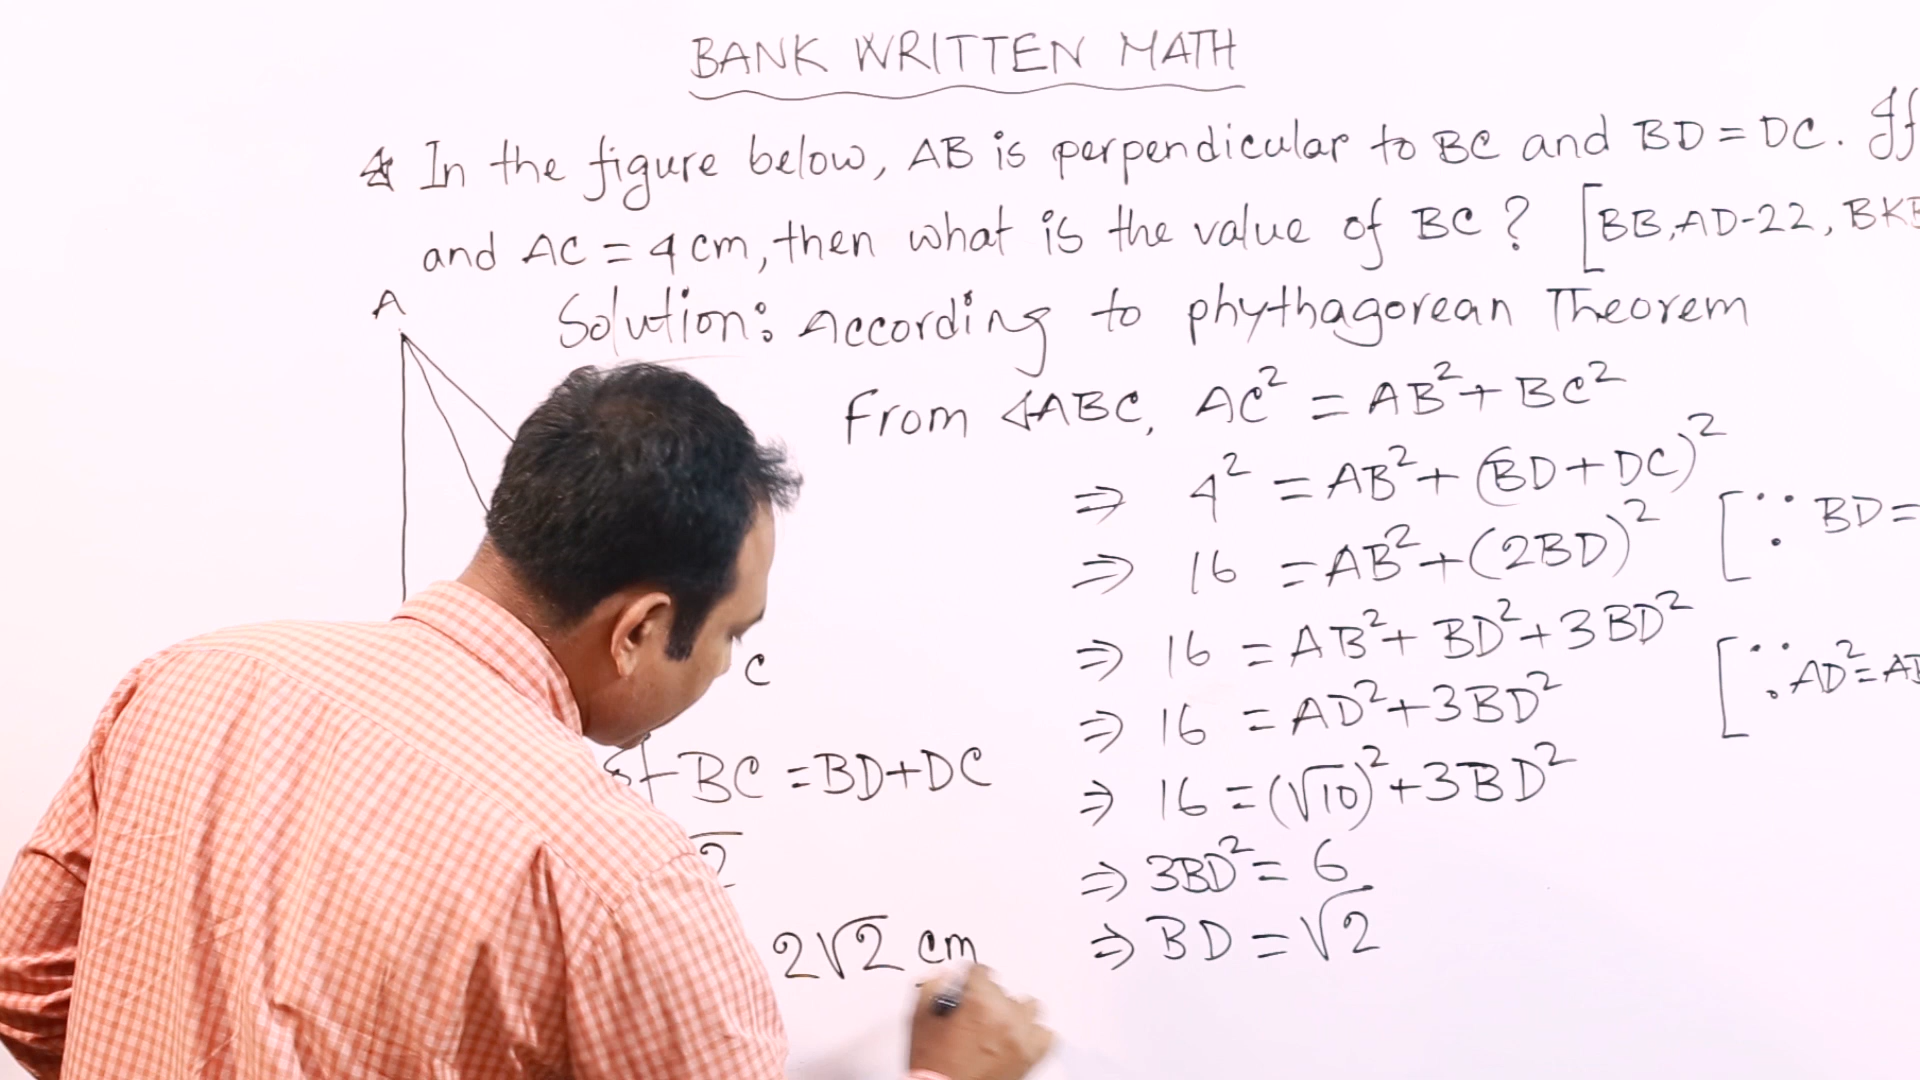 BANK WRITTEN MATH
In the figure below, AB is perpendicular to BC and BD = DC. If
and AC = 4 cm, then what is the value of BC ? [BB, AD-22, BKB
A
Solution: According to phythagorean Theorem
From ∢ABC, AC² = AB² + BC²
⇒ 4² = AB² + (BD + DC)²
⇒ 16 = AB² + (2BD)² [∵ BD =
⇒ 16 = AB² + BD² + 3BD²
C
[∵ AD² = AB
⇒ 16 = AD² + 3BD²
BC = BD + DC
⇒ 16 = (√10)² + 3BD²
⇒ 3BD² = 6
2√2 cm
⇒ BD = √2